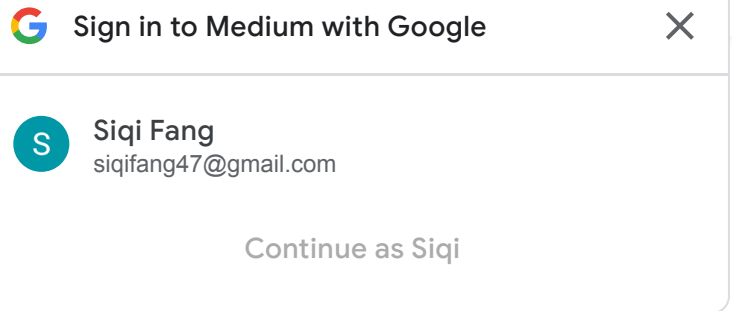 Sign in to Medium with Google
S
Siqi Fang
siqifang47@gmail.com
Continue as Siqi